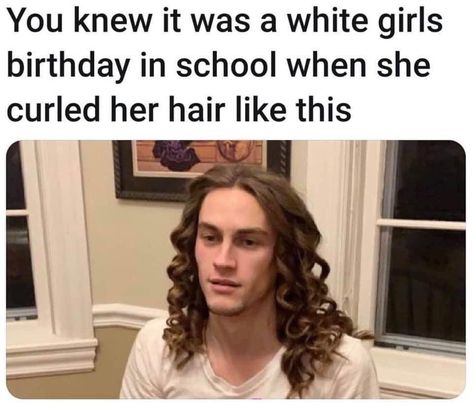 You knew it was a white girls
birthday in school when she
curled her hair like this